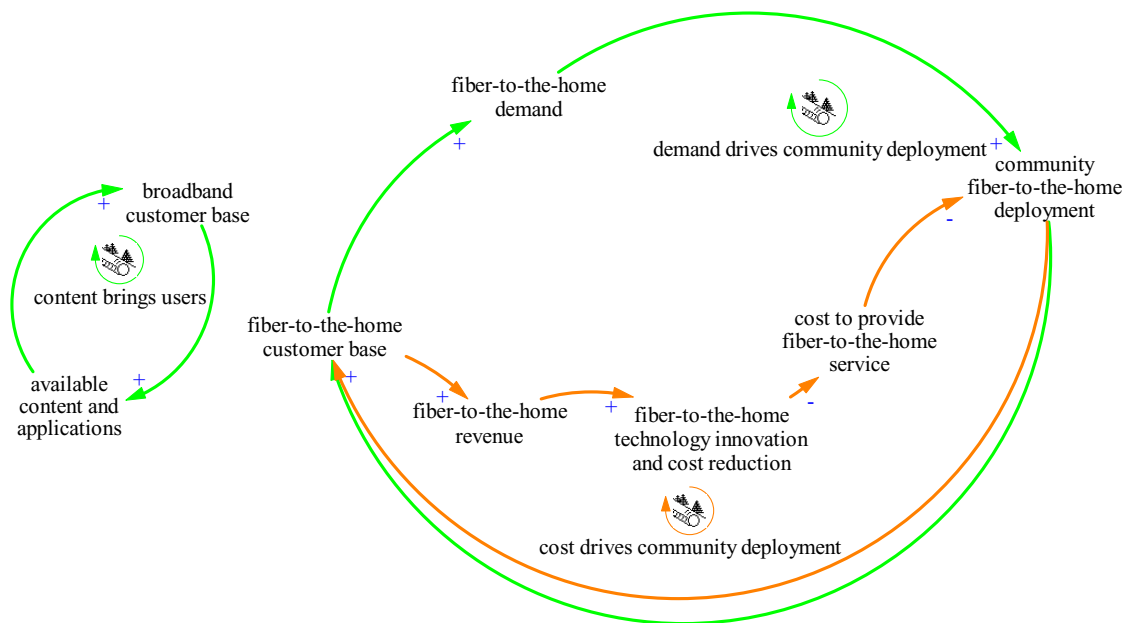 fiber-to-the-home
demand
+
demand drives community deployment
+
community
fiber-to-the-home
deployment
-
broadband
customer base
+
content brings users
+
available
content and
applications
fiber-to-the-home
customer base
+
+
fiber-to-the-home
revenue
+
fiber-to-the-home
technology innovation
and cost reduction
-
cost to provide
fiber-to-the-home
service
cost drives community deployment